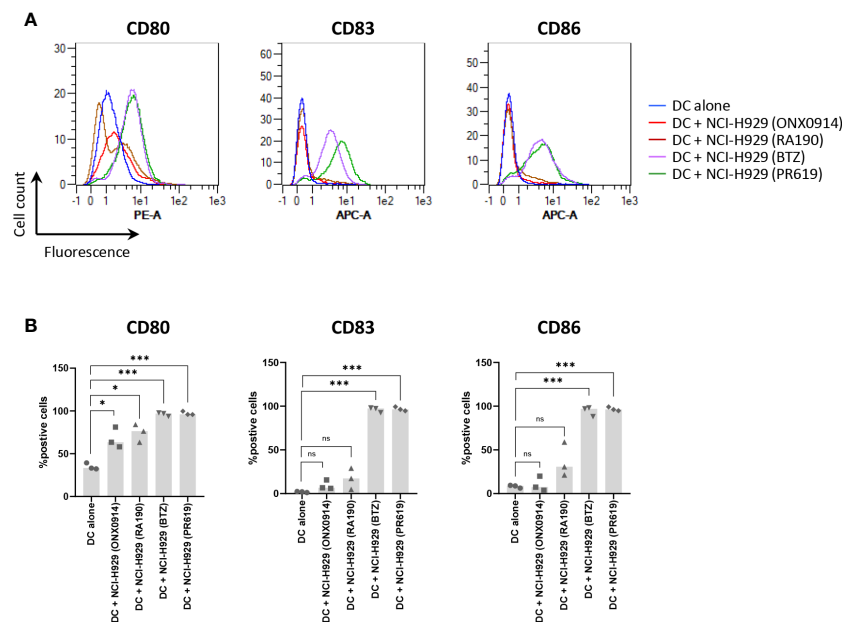 A
CD80
CD83
CD86
30
20
10
0
-1 0 1 1e1 1e2 1e3
PE-A
60
50
40
30
20
10
0
-1 0 1 1e1 1e2 1e3
APC-A
50
40
30
20
10
0
-1 0 1 1e1 1e2 1e3
APC-A
DC alone
DC + NCI-H929 (ONX0914)
DC + NCI-H929 (RA190)
DC + NCI-H929 (BTZ)
DC + NCI-H929 (PR619)
Cell count
Fluorescence
B
CD80
CD83
CD86
%postive cells
150
100
50
0
***
***
*
*
DC alone
DC + NCI-H929 (ONX0914)
DC + NCI-H929 (RA190)
DC + NCI-H929 (BTZ)
DC + NCI-H929 (PR619)
%postive cells
150
100
50
0
***
***
ns
ns
DC alone
DC + NCI-H929 (ONX0914)
DC + NCI-H929 (RA190)
DC + NCI-H929 (BTZ)
DC + NCI-H929 (PR619)
%postive cells
150
100
50
0
***
***
ns
ns
DC alone
DC + NCI-H929 (ONX0914)
DC + NCI-H929 (RA190)
DC + NCI-H929 (BTZ)
DC + NCI-H929 (PR619)